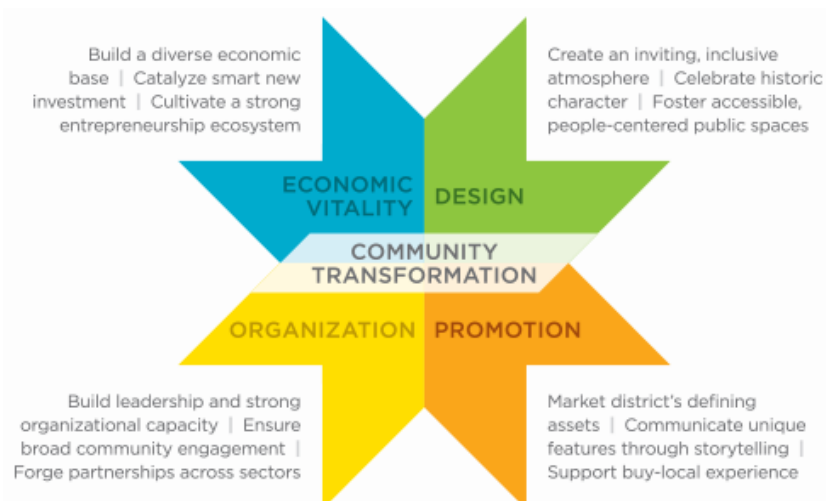 Build a diverse economic
base | Catalyze smart new
investment | Cultivate a strong
entrepreneurship ecosystem
Create an inviting, inclusive
atmosphere | Celebrate historic
character | Foster accessible,
people-centered public spaces
ECONOMIC
VITALITY
DESIGN
COMMUNITY
TRANSFORMATION
ORGANIZATION
PROMOTION
Build leadership and strong
organizational capacity | Ensure
broad community engagement |
Forge partnerships across sectors
Market district's defining
assets | Communicate unique
features through storytelling |
Support buy-local experience